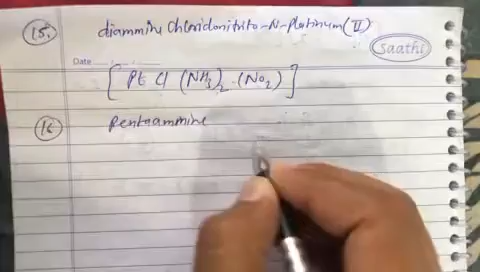 15. diammine Chloridonitrito-N-Platinum(II)
Saathi
Date
[Pt Cl (NH3)2 (NO2)]
16 Pentaammine